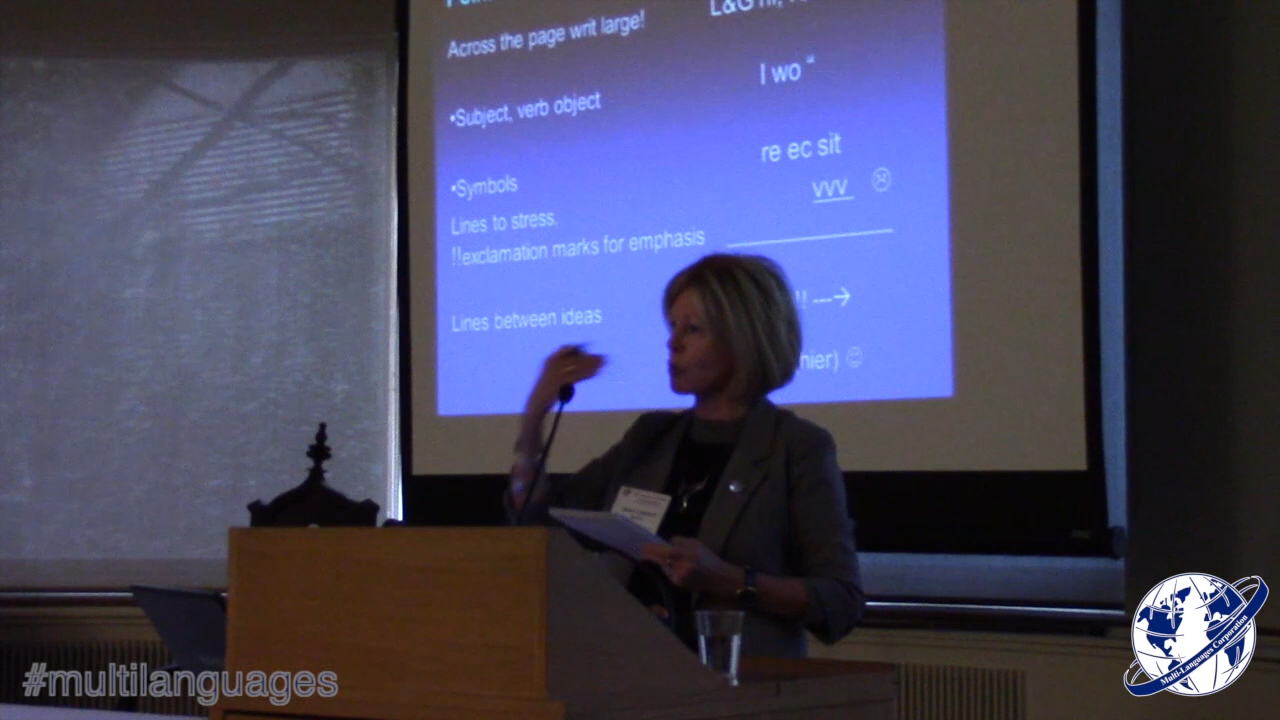 Across the page writ large!
I wo "
•Subject, verb object
re ec sit
•Symbols
VVV ☹
Lines to stress,
!!exclamation marks for emphasis
!! ---→
Lines between ideas
nier) ☺
#multilanguages
Multi-Languages Corporation